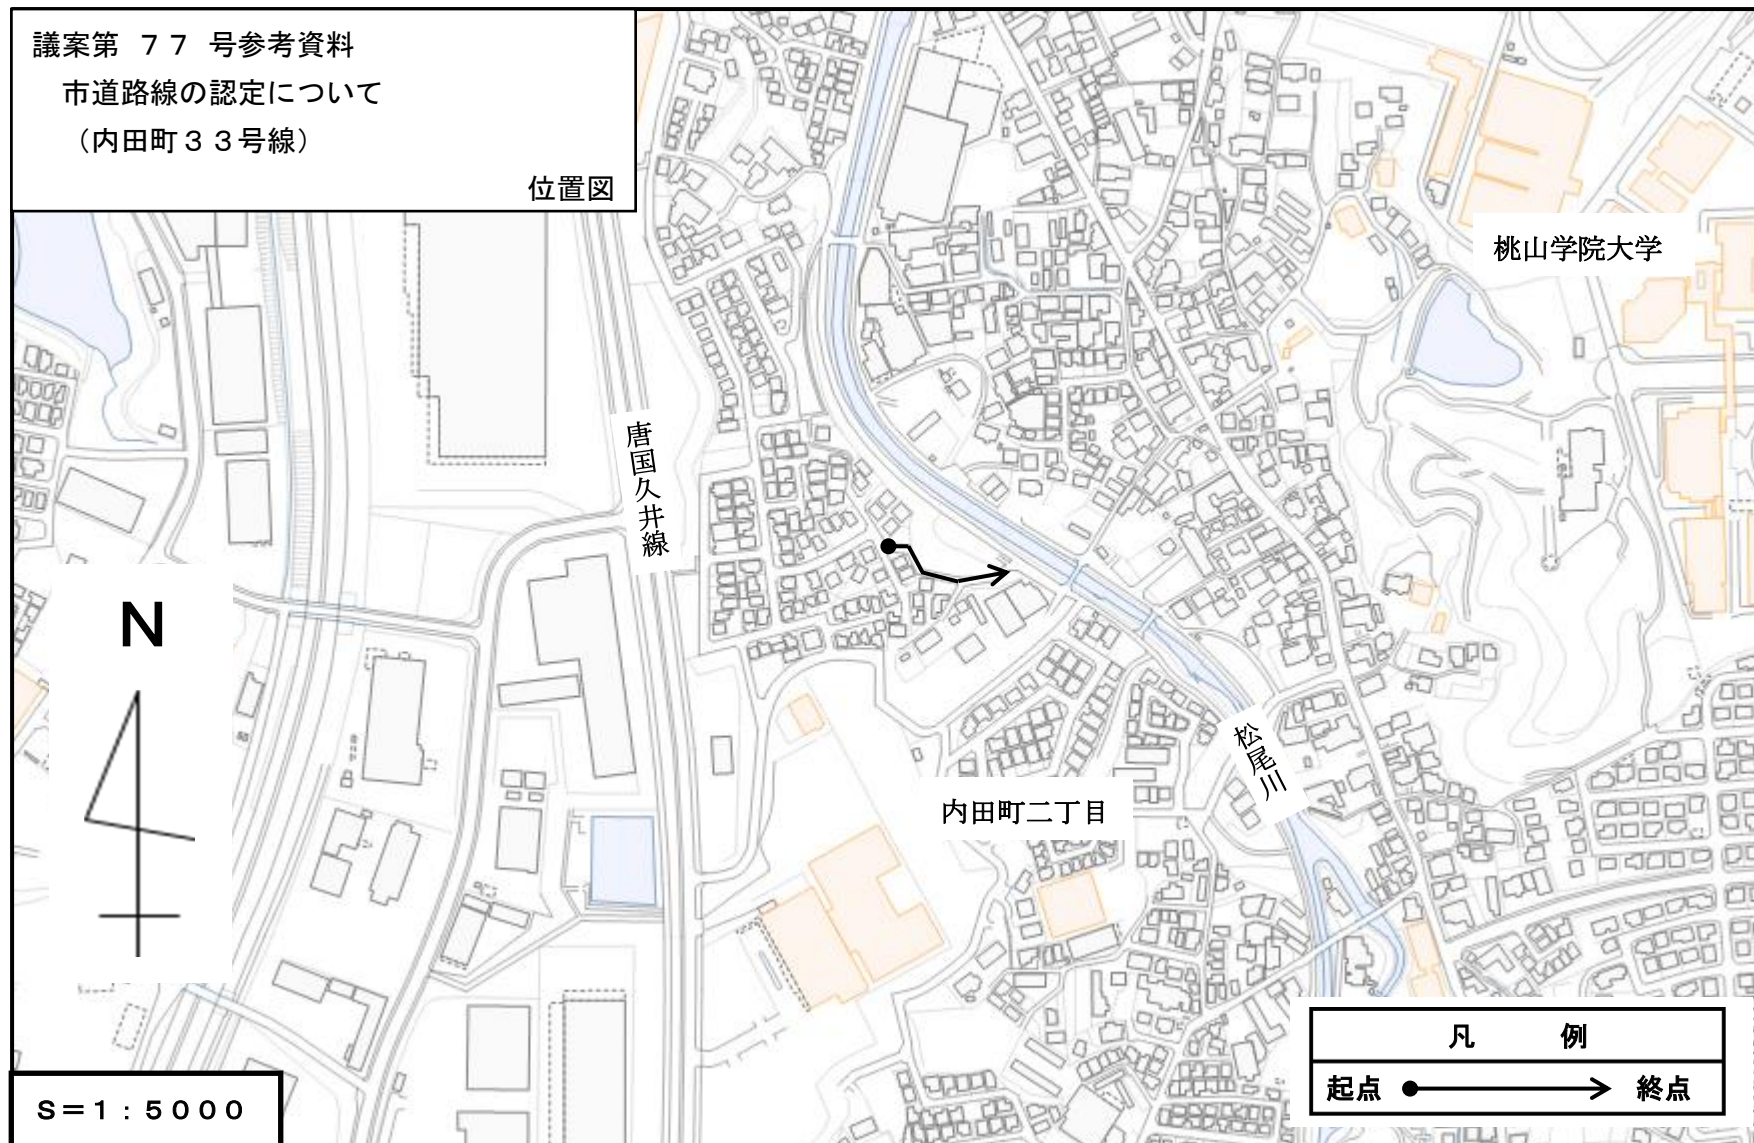 議案第 ７７ 号参考資料
市道路線の認定について
（内田町３３号線）
位置図
桃山学院大学
唐国久井線
N
松尾川
内田町二丁目
凡 例
起点 終点
S＝１：５０００